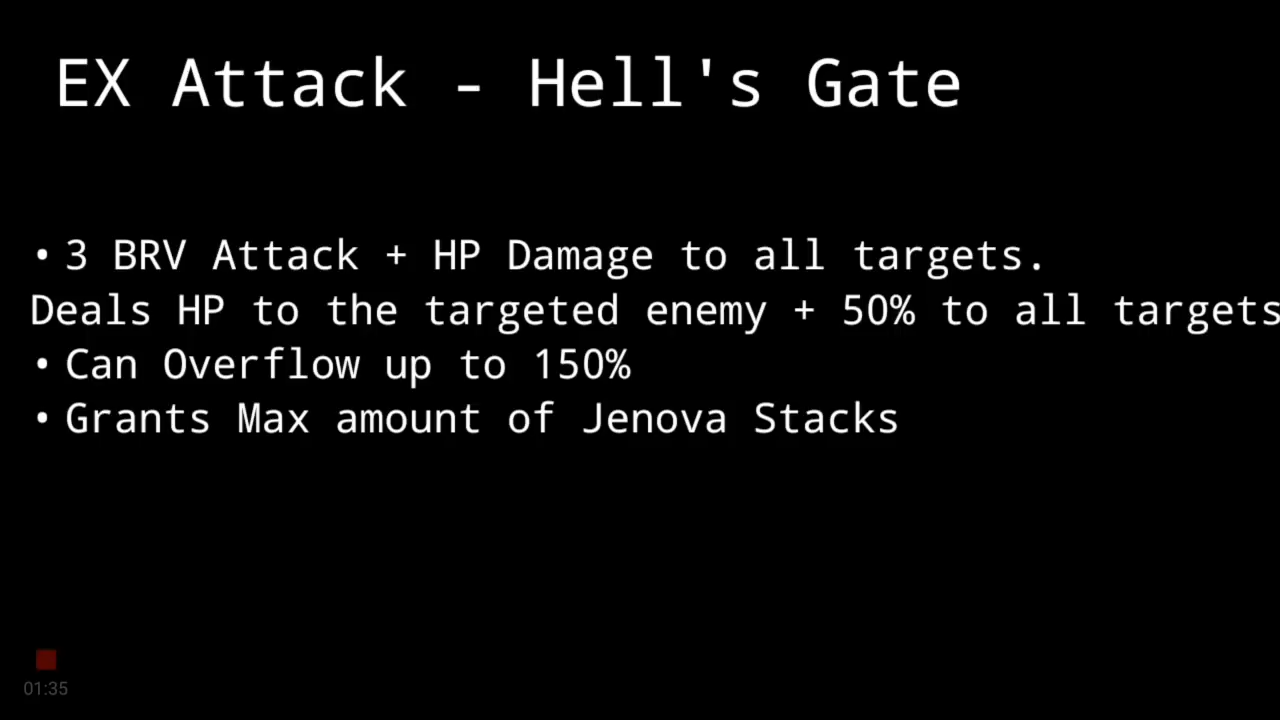 EX Attack - Hell's Gate
• 3 BRV Attack + HP Damage to all targets.
Deals HP to the targeted enemy + 50% to all targets
• Can Overflow up to 150%
• Grants Max amount of Jenova Stacks
01:35